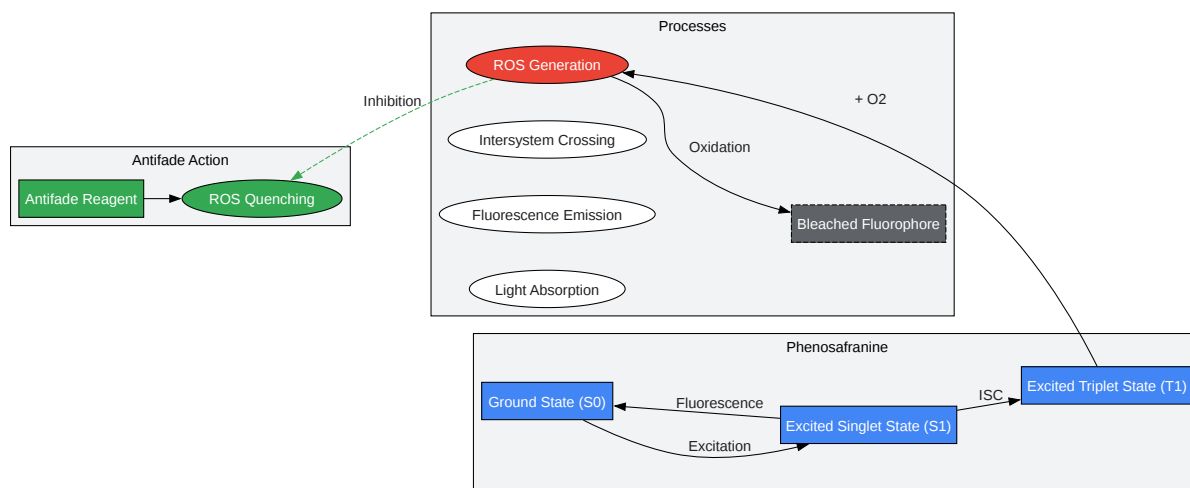 Processes
ROS Generation
+ O2
Inhibition
Intersystem Crossing
Oxidation
Antifade Action
Antifade Reagent
ROS Quenching
Fluorescence Emission
Bleached Fluorophore
Light Absorption
Phenosafranine
Excited Triplet State (T1)
ISC
Ground State (S0)
Fluorescence
Excited Singlet State (S1)
Excitation